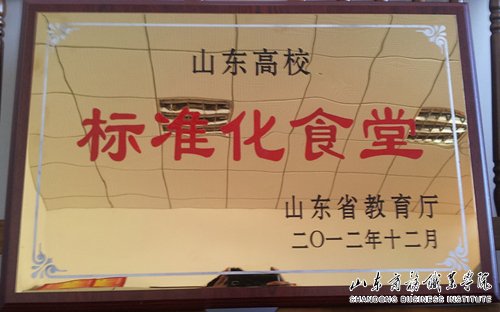 山东高校
标准化食堂
山东省教育厅
二〇一二年十二月
山东商务职业学院
SHANDONG BUSINESS INSTITUTE